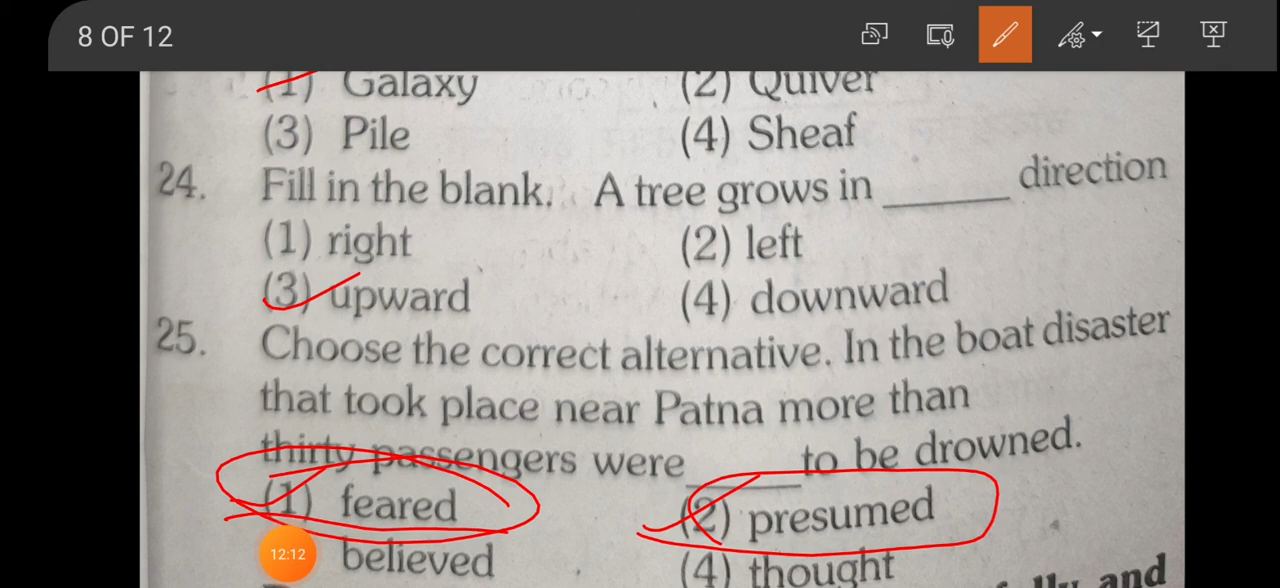 8 OF 12
(1) Galaxy (2) Quiver
(3) Pile (4) Sheaf
24. Fill in the blank. A tree grows in ______ direction
(1) right (2) left
(3) upward (4) downward
25. Choose the correct alternative. In the boat disaster
that took place near Patna more than
thirty passengers were ______ to be drowned.
(1) feared (2) presumed
12:12 believed (4) thought
and